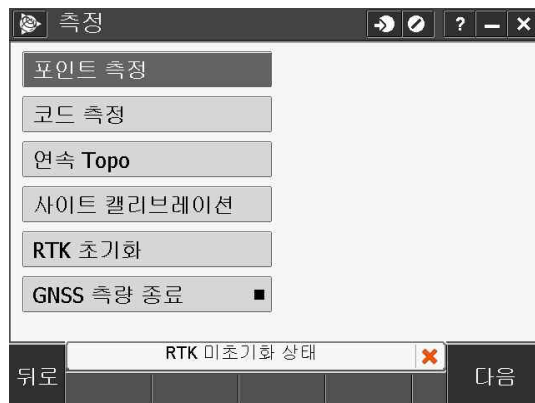 측정
?
포인트 측정
코드 측정
연속 Topo
사이트 캘리브레이션
RTK 초기화
GNSS 측량 종료
RTK 미초기화 상태
뒤로
다음